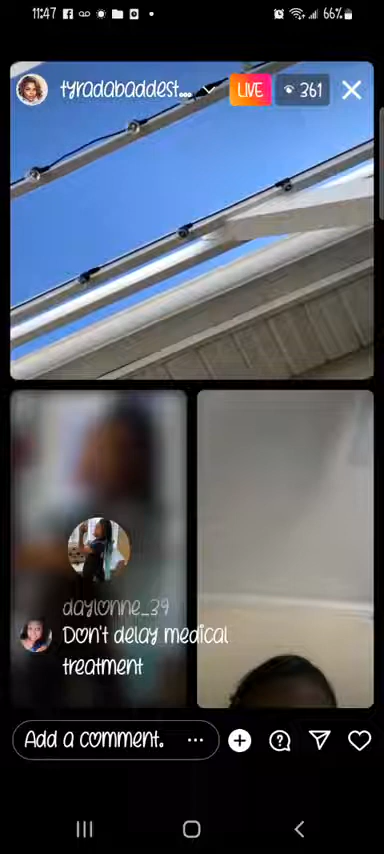 11:47
66%
tyradabaddest...
LIVE
361
daylonne_39
Don't delay medical
treatment
Add a comment.